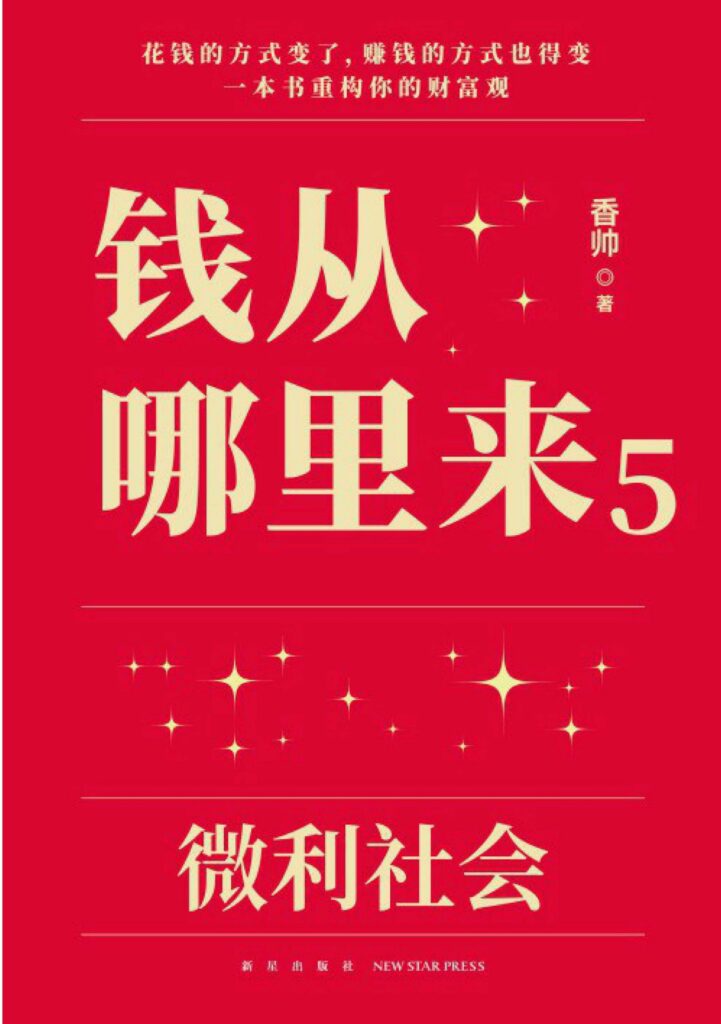 花钱的方式变了,赚钱的方式也得变
一本书重构你的财富观
钱从
哪里来5
香帅◎著
微利社会
新星出版社 NEW STAR PRESS